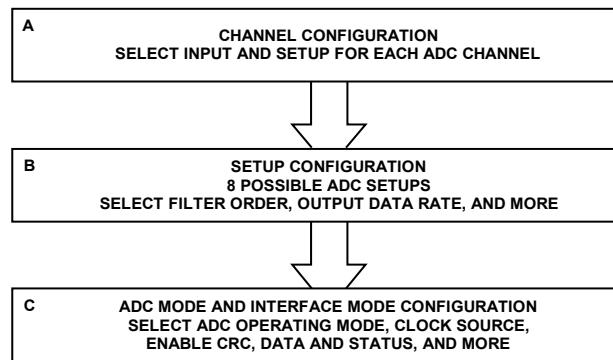 A
CHANNEL CONFIGURATION
SELECT INPUT AND SETUP FOR EACH ADC CHANNEL
B
SETUP CONFIGURATION
8 POSSIBLE ADC SETUPS
SELECT FILTER ORDER, OUTPUT DATA RATE, AND MORE
C
ADC MODE AND INTERFACE MODE CONFIGURATION
SELECT ADC OPERATING MODE, CLOCK SOURCE,
ENABLE CRC, DATA AND STATUS, AND MORE